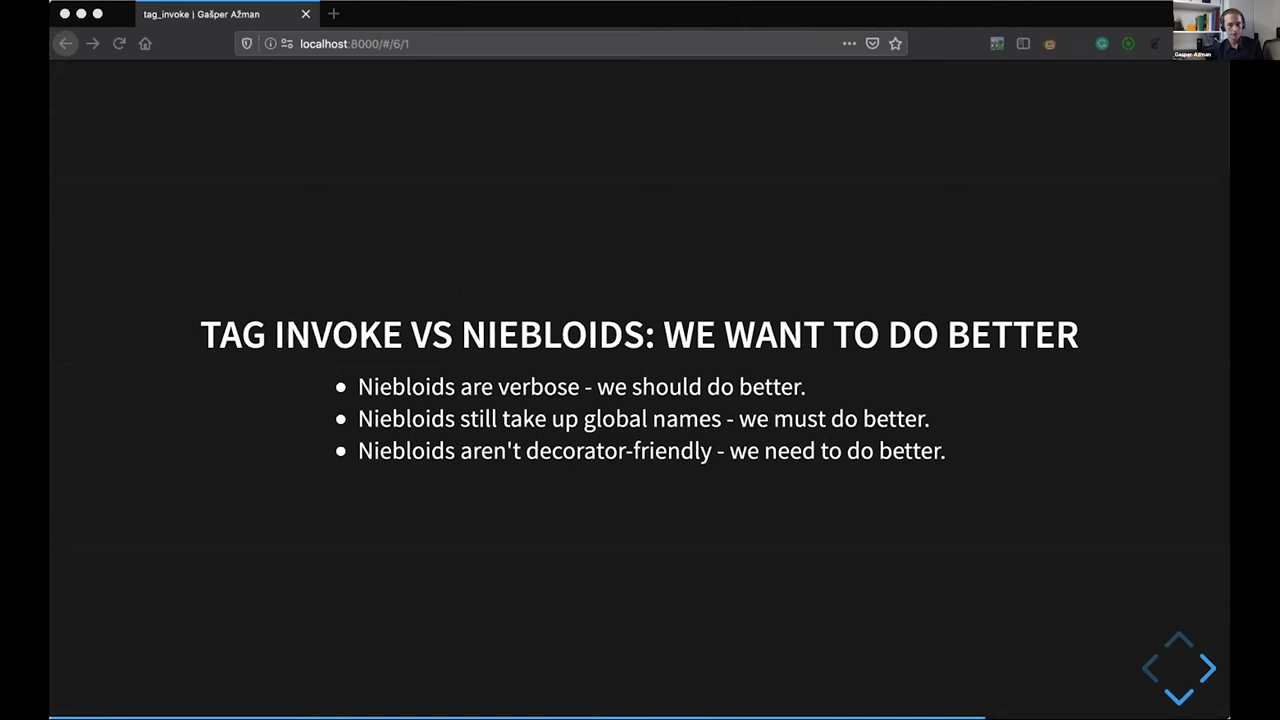 tag_invoke | Gašper Ažman
localhost:8000/#/6/1
Gašper Ažman
TAG INVOKE VS NIEBLOIDS: WE WANT TO DO BETTER
Niebloids are verbose - we should do better.
Niebloids still take up global names - we must do better.
Niebloids aren't decorator-friendly - we need to do better.